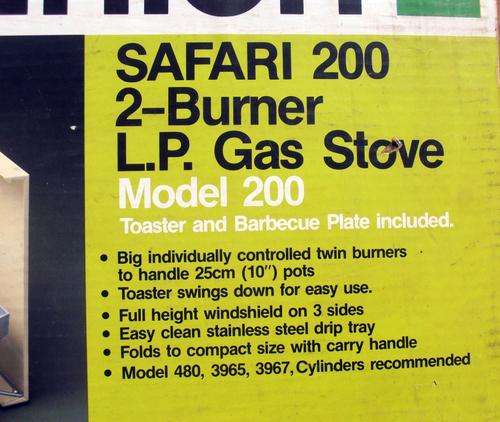 SAFARI 200
2-Burner
L.P. Gas Stove
Model 200
Toaster and Barbecue Plate included.
• Big individually controlled twin burners
to handle 25cm (10") pots
• Toaster swings down for easy use.
• Full height windshield on 3 sides
• Easy clean stainless steel drip tray
• Folds to compact size with carry handle
• Model 480, 3965, 3967, Cylinders recommended